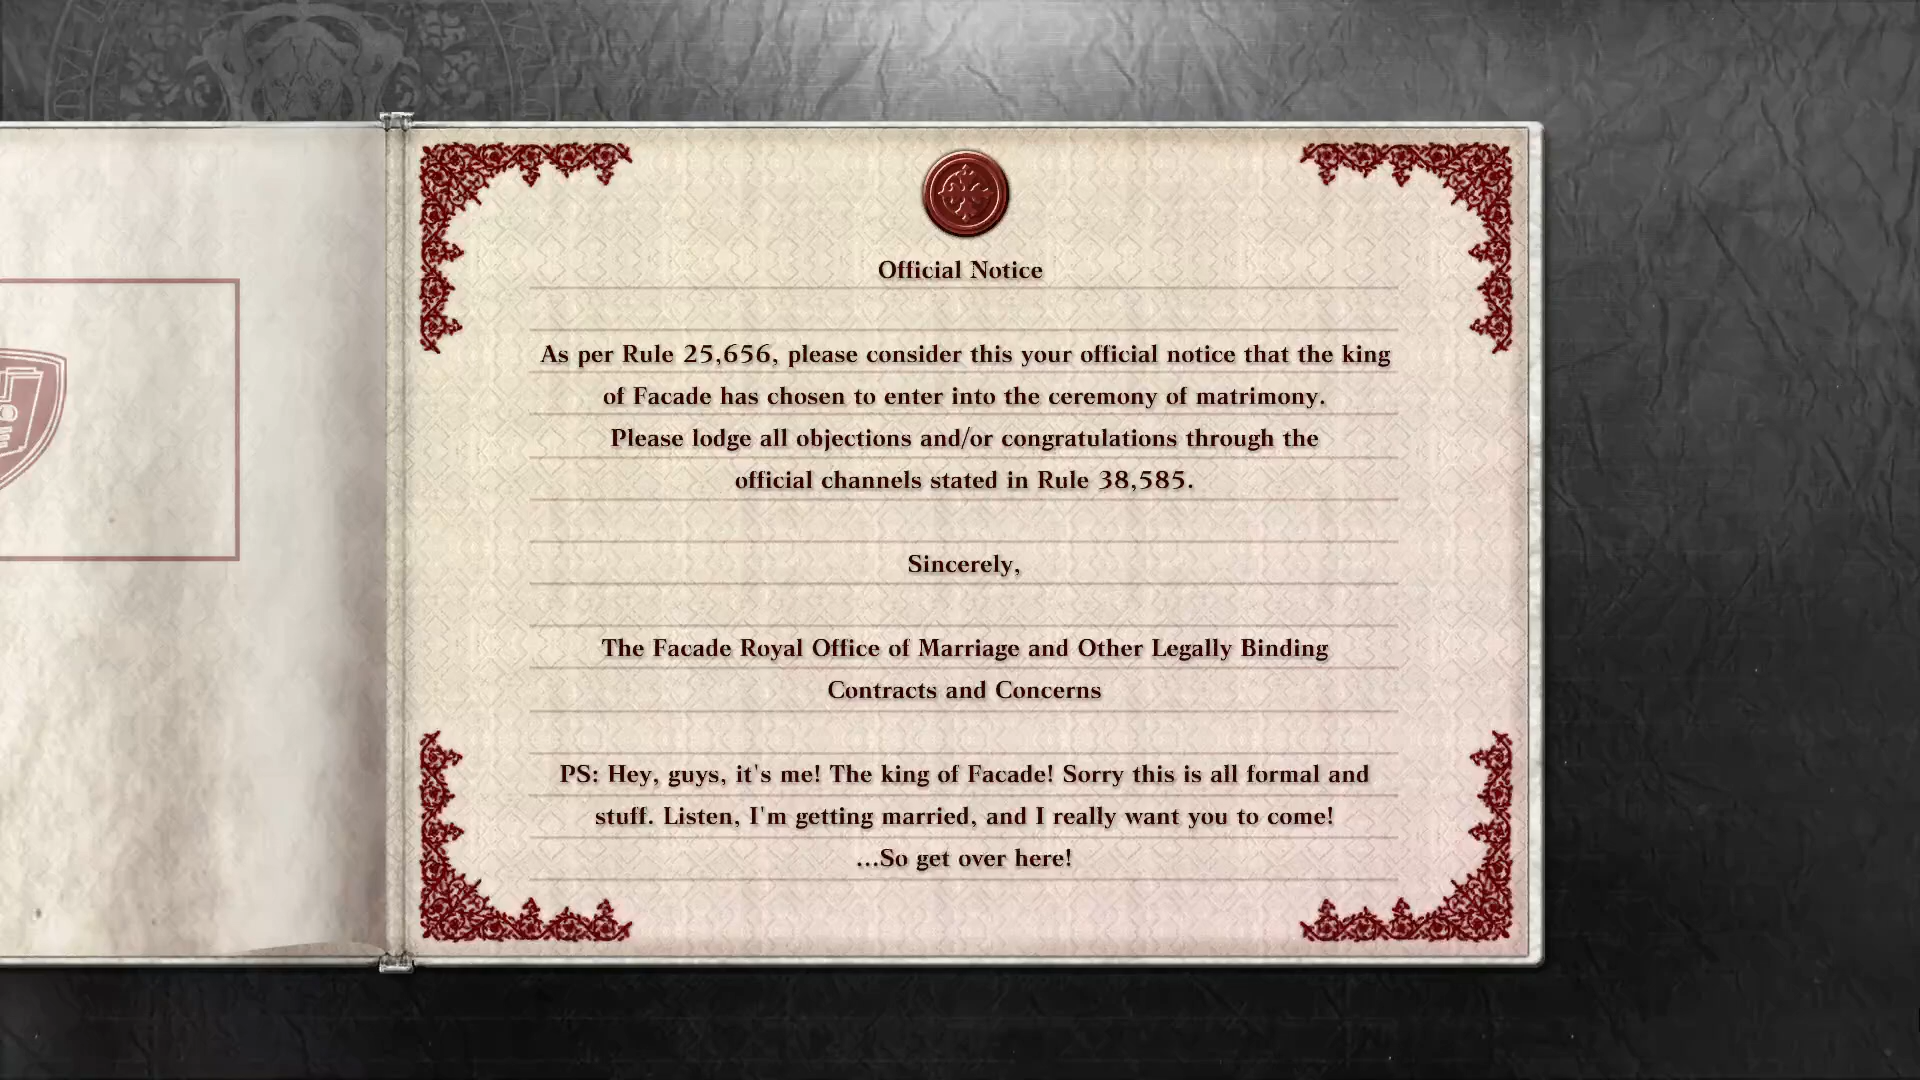 Official Notice
As per Rule 25,656, please consider this your official notice that the king
of Facade has chosen to enter into the ceremony of matrimony.
Please lodge all objections and/or congratulations through the
official channels stated in Rule 38,585.
Sincerely,
The Facade Royal Office of Marriage and Other Legally Binding
Contracts and Concerns
PS: Hey, guys, it's me! The king of Facade! Sorry this is all formal and
stuff. Listen, I'm getting married, and I really want you to come!
...So get over here!